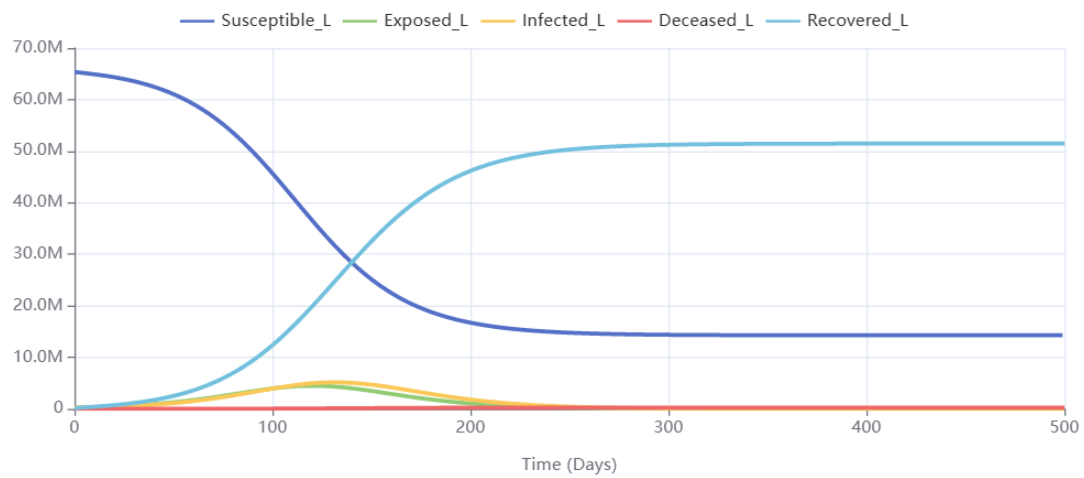 Susceptible_L Exposed_L Infected_L Deceased_L Recovered_L
70.0M
60.0M
50.0M
40.0M
30.0M
20.0M
10.0M
0
0 100 200 300 400 500
Time (Days)